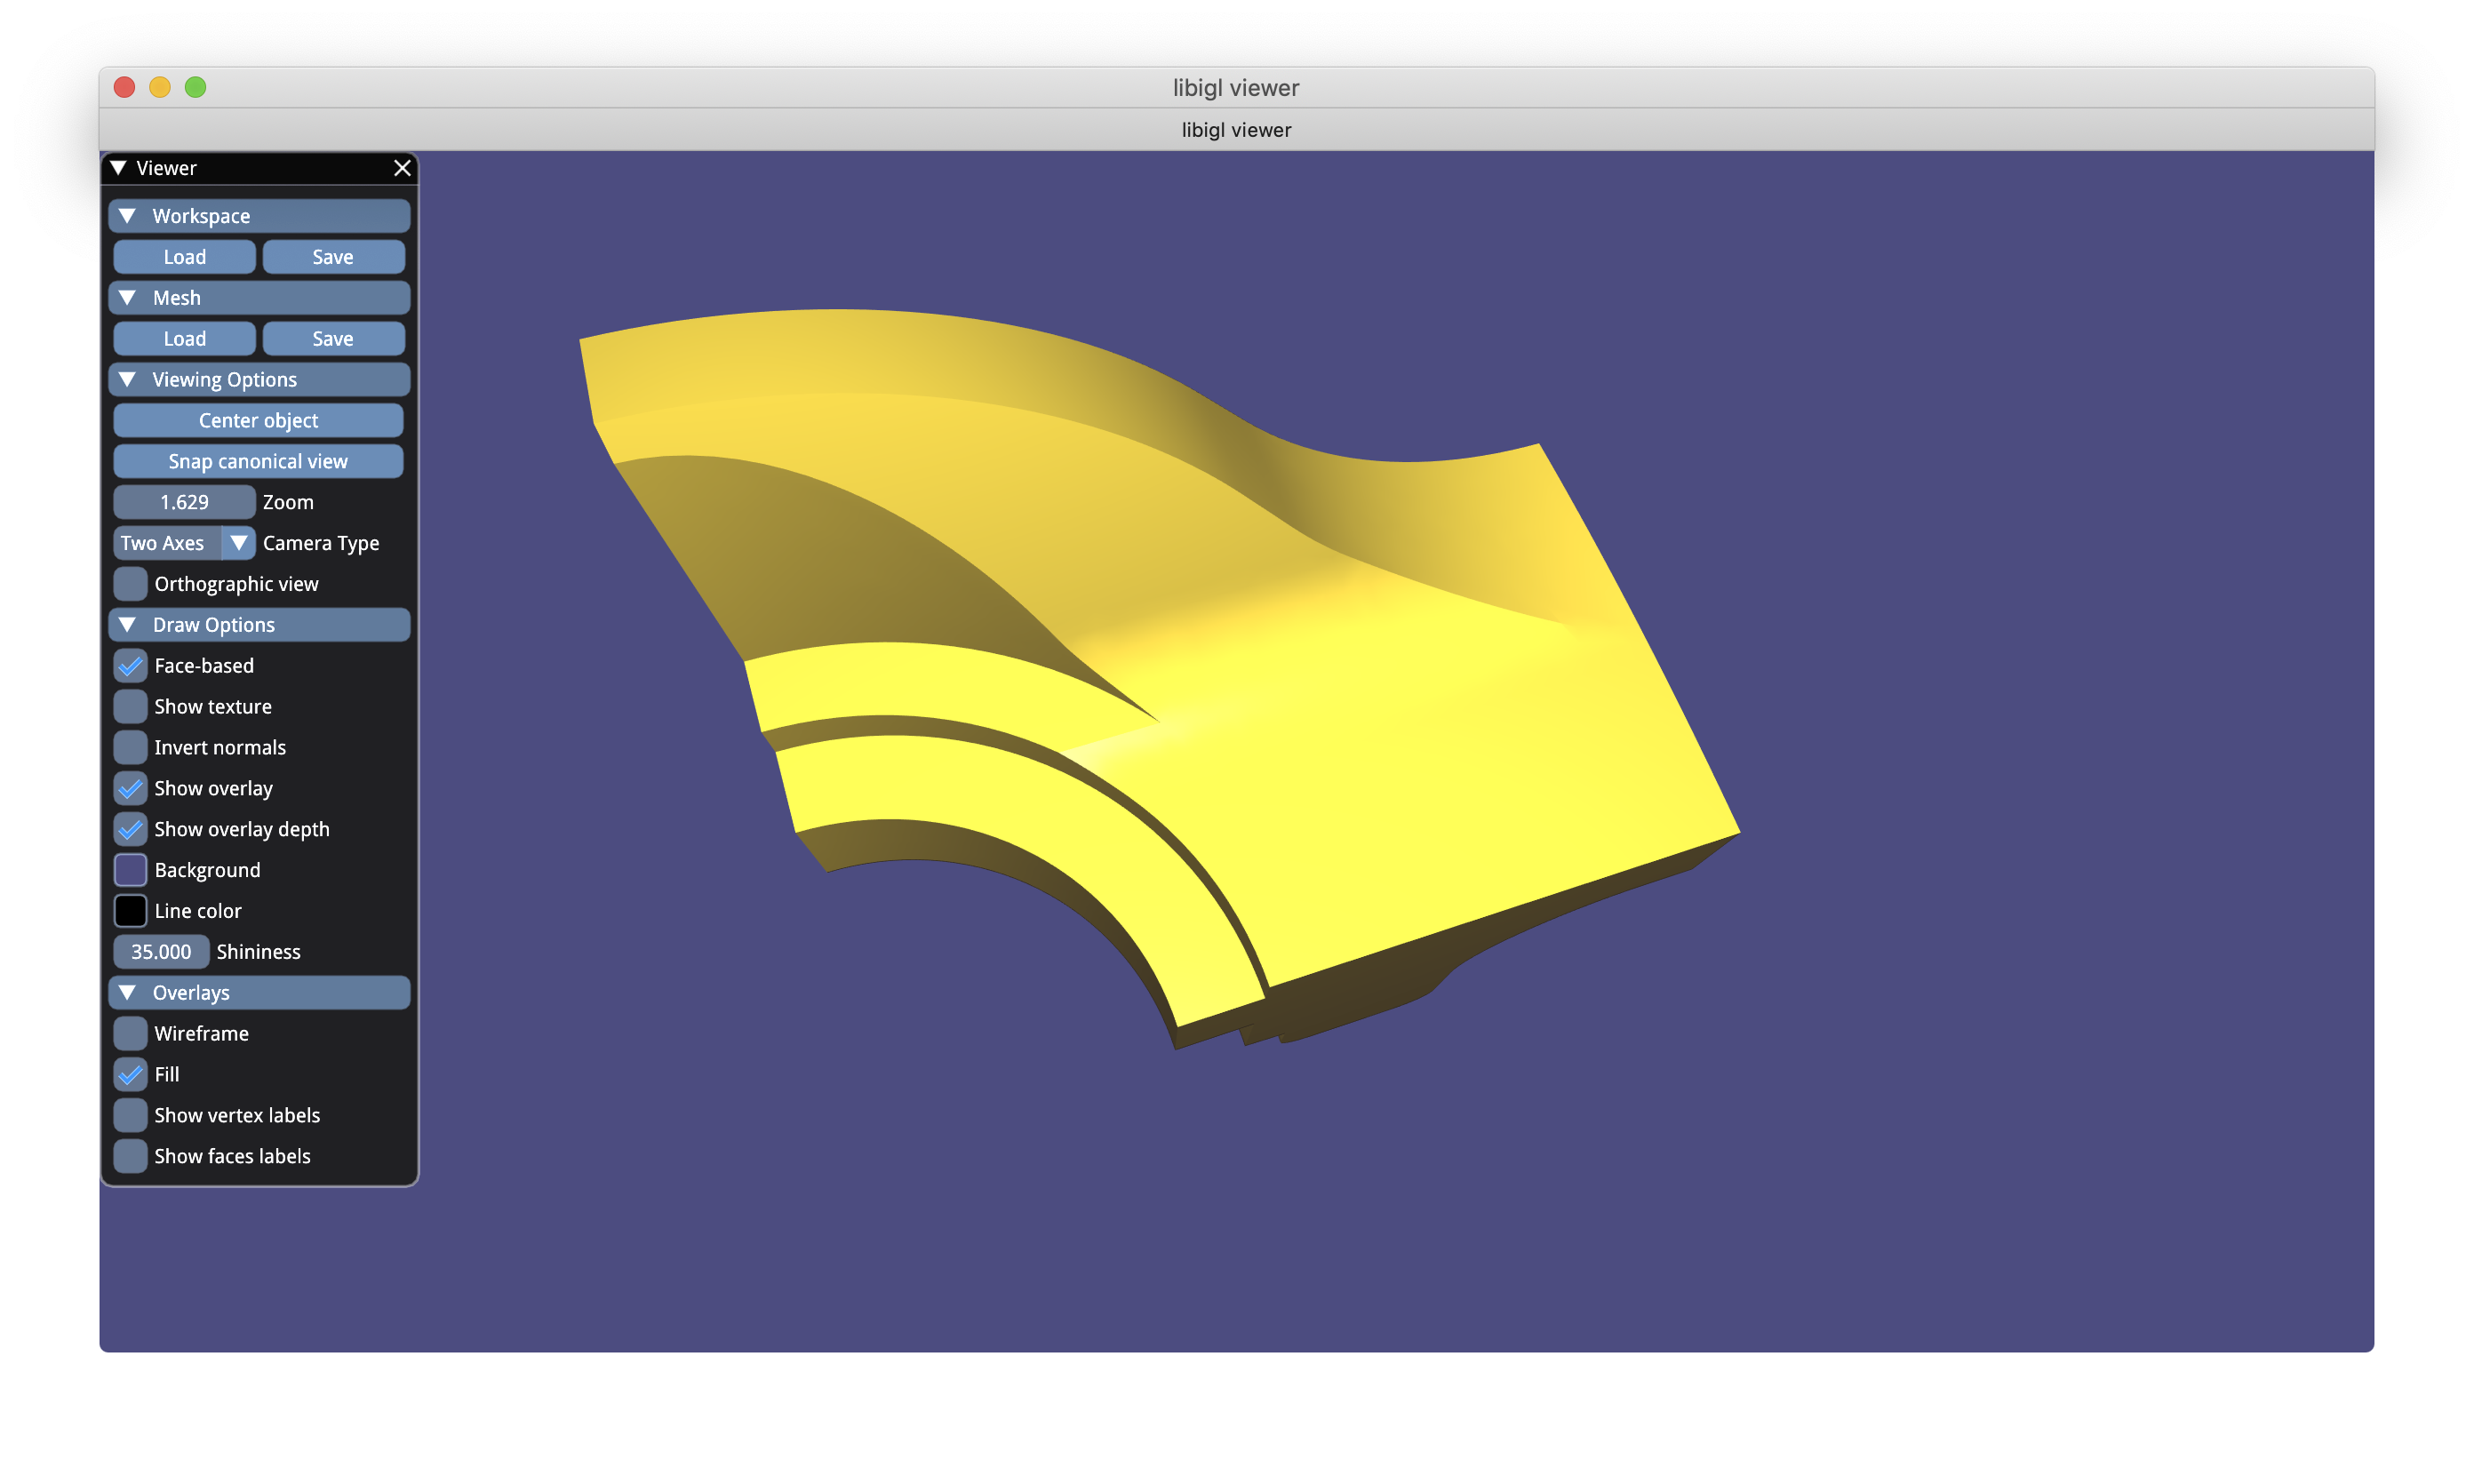 libigl viewer
libigl viewer
Viewer
Workspace
Load Save
Mesh
Load Save
Viewing Options
Center object
Snap canonical view
1.629 Zoom
Two Axes Camera Type
Orthographic view
Draw Options
Face-based
Show texture
Invert normals
Show overlay
Show overlay depth
Background
Line color
35.000 Shininess
Overlays
Wireframe
Fill
Show vertex labels
Show faces labels